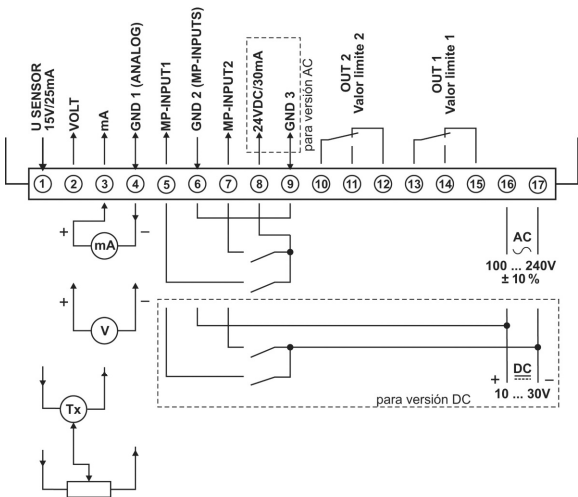 U SENSOR
15V/25mA
VOLT
mA
GND 1 (ANALOG)
MP-INPUT1
GND 2 (MP-INPUTS)
MP-INPUT2
24VDC/30mA
GND 3
para versión AC
OUT 2
Valor limite 2
OUT 1
Valor limite 1
1 2 3 4 5 6 7 8 9 10 11 12 13 14 15 16 17
+ mA −
AC
100 ... 240V
± 10 %
+ V −
DC
+ −
10 ... 30V
para versión DC
Tx